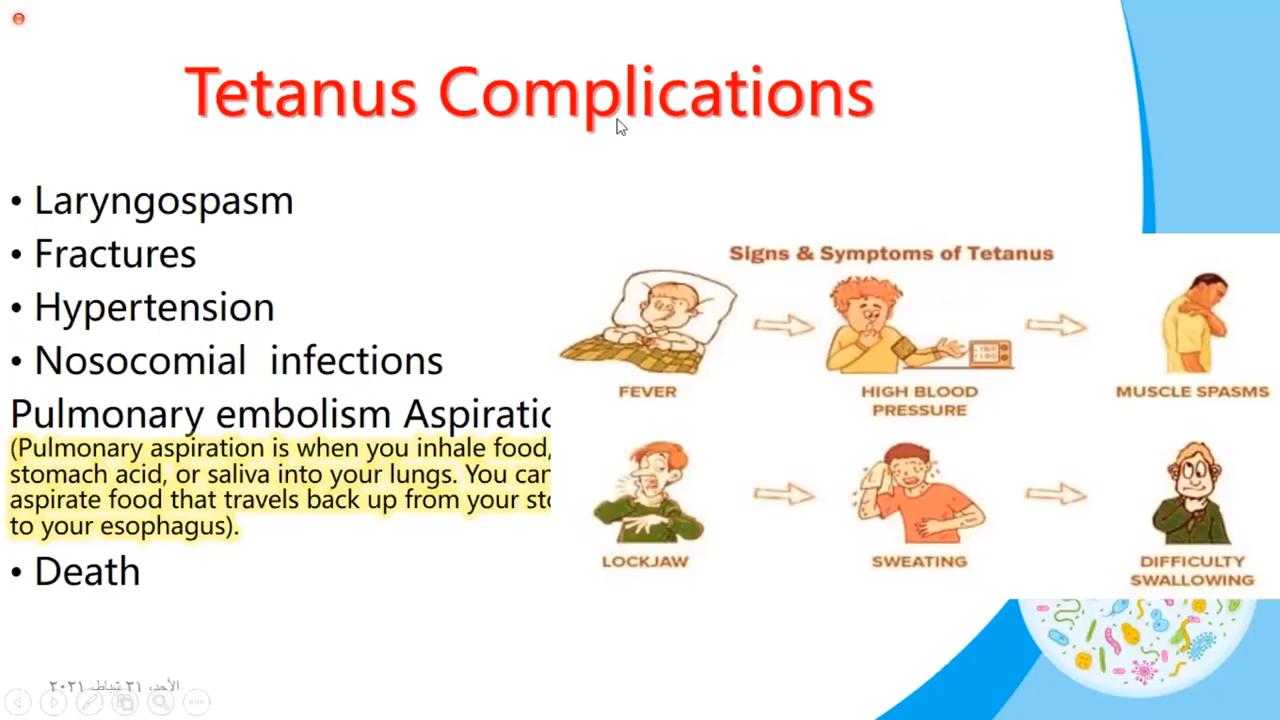 Tetanus Complications
• Laryngospasm
• Fractures
• Hypertension
• Nosocomial infections
Pulmonary embolism Aspiratic
(Pulmonary aspiration is when you inhale food,
stomach acid, or saliva into your lungs. You can
aspirate food that travels back up from your sto
to your esophagus).
• Death
Signs & Symptoms of Tetanus
FEVER
HIGH BLOOD
PRESSURE
MUSCLE SPASMS
LOCKJAW
SWEATING
DIFFICULTY
SWALLOWING
الأحد، ٢١ شباط، ٢٠٢١